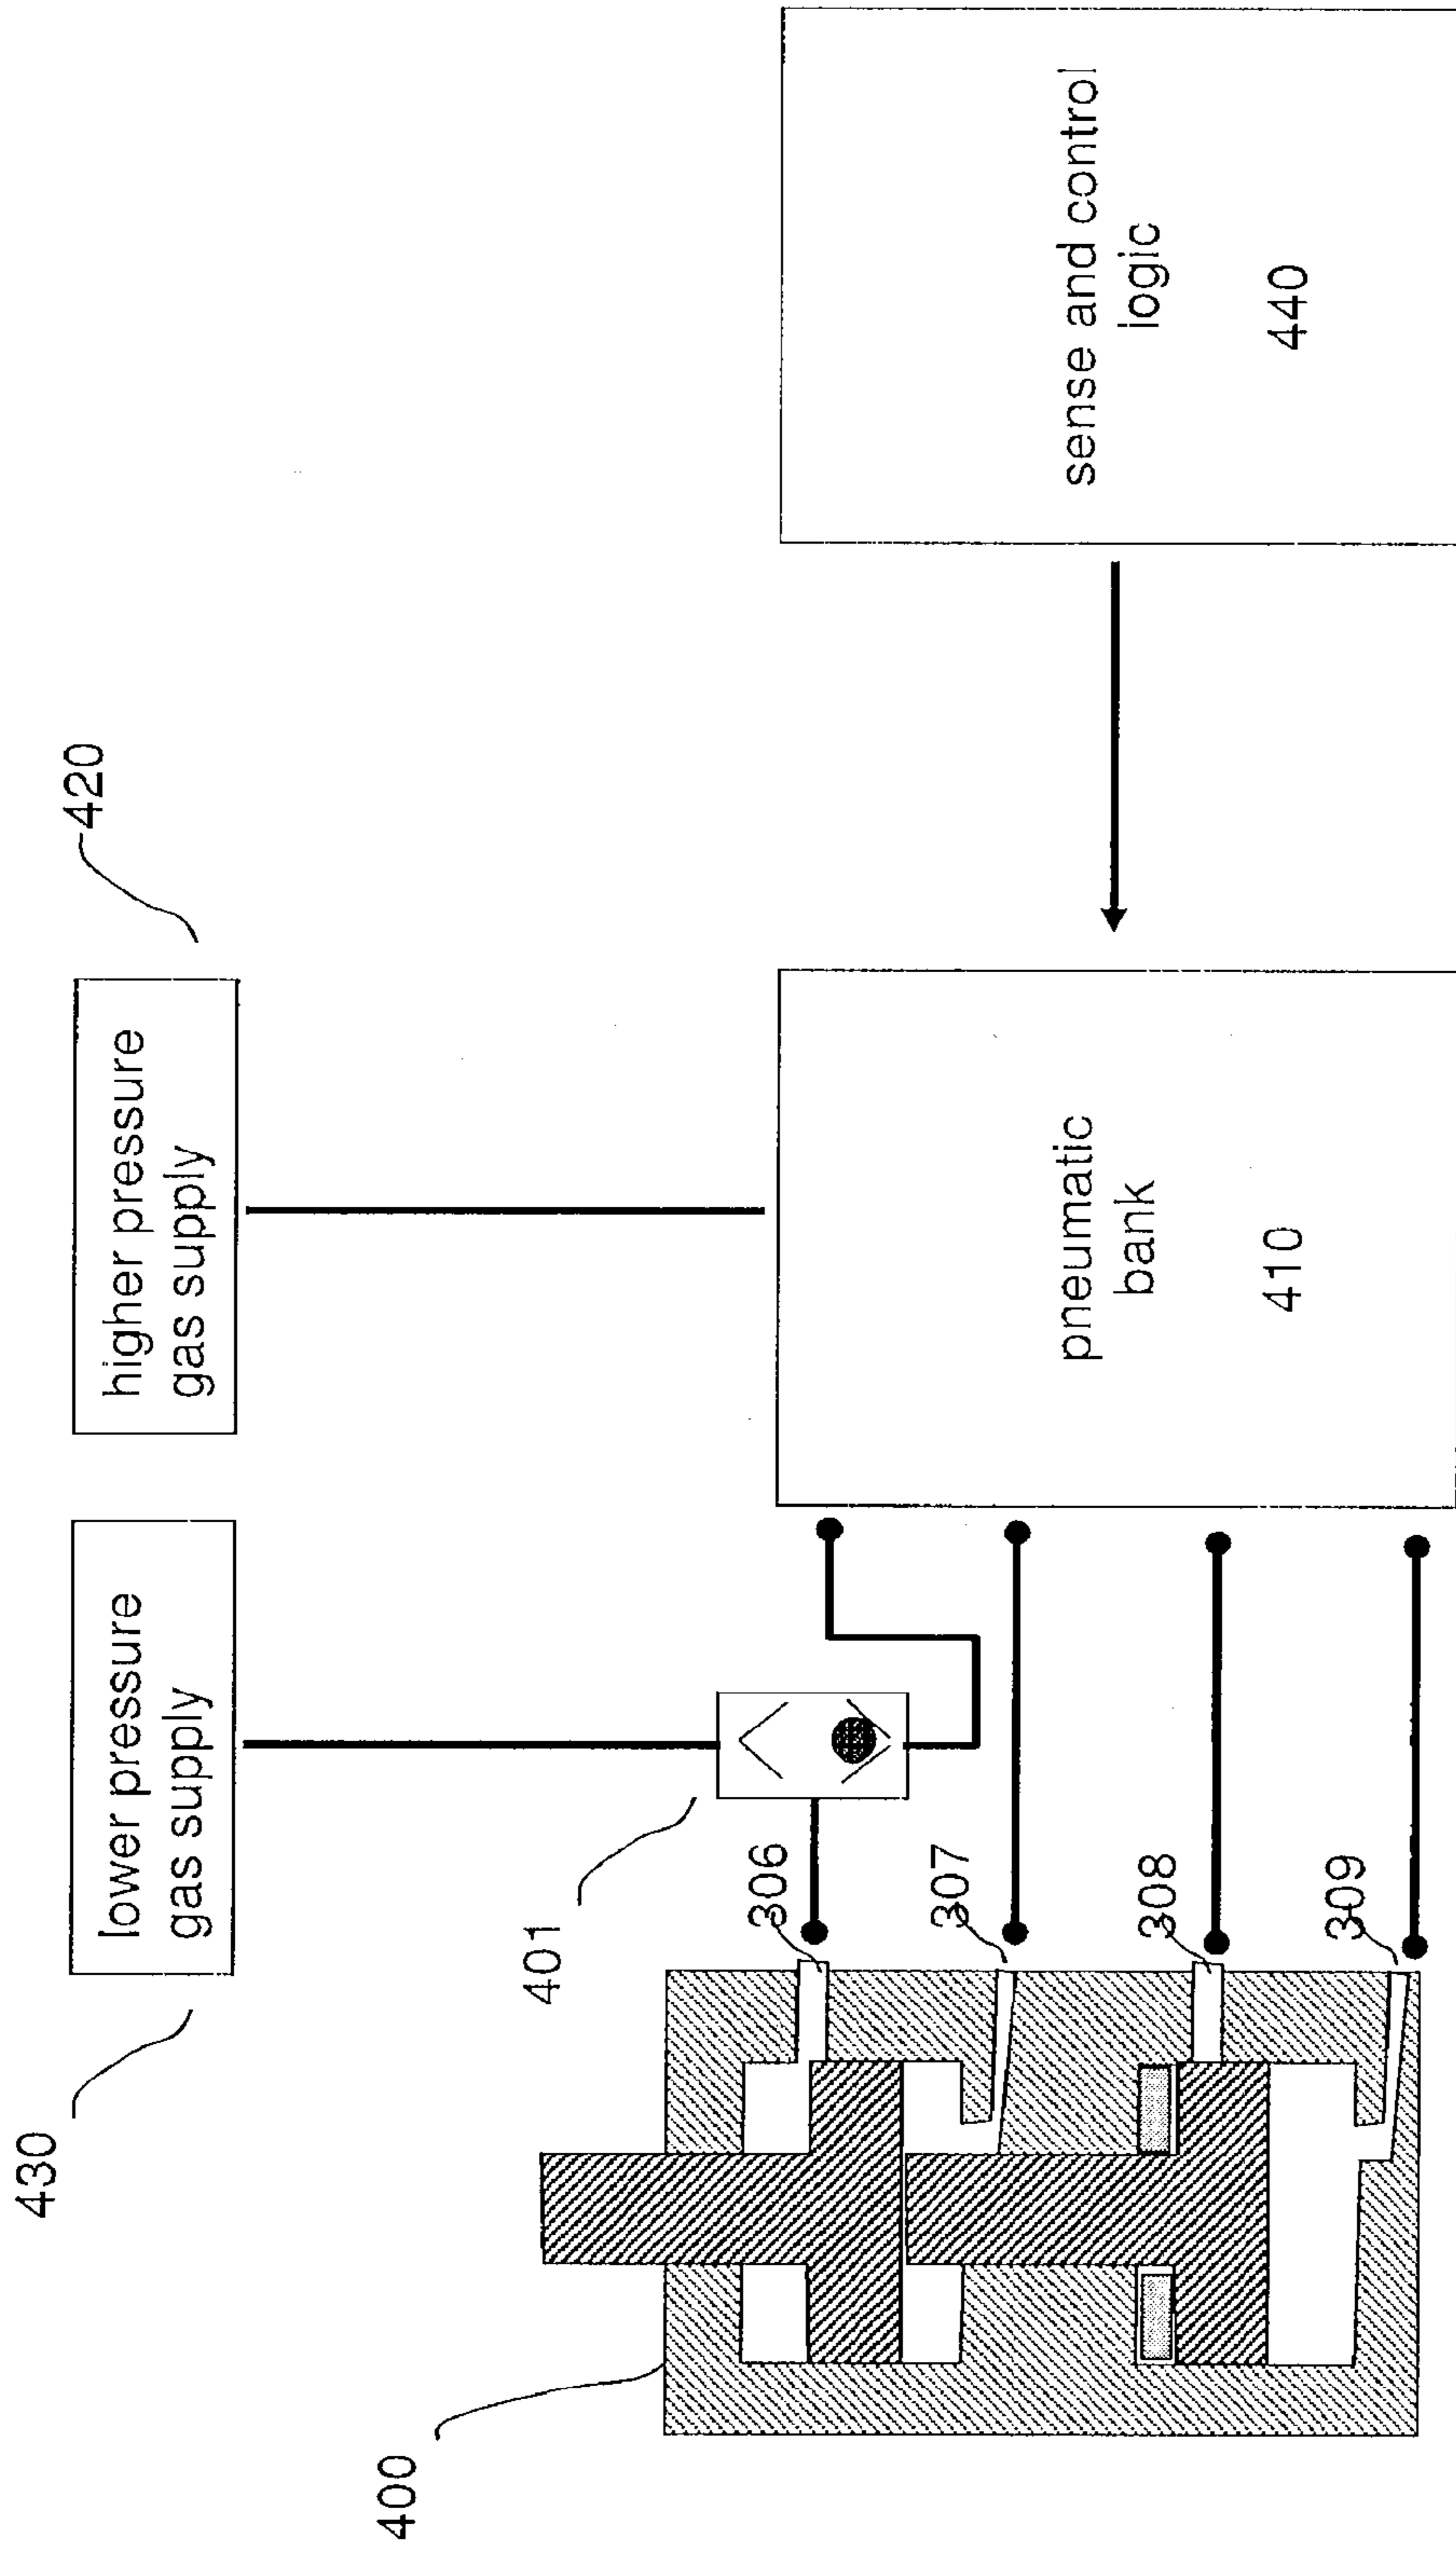 430
lower pressure
gas supply
higher pressure
gas supply
420
400
401
306
307
308
309
pneumatic
bank
410
sense and control
logic
440